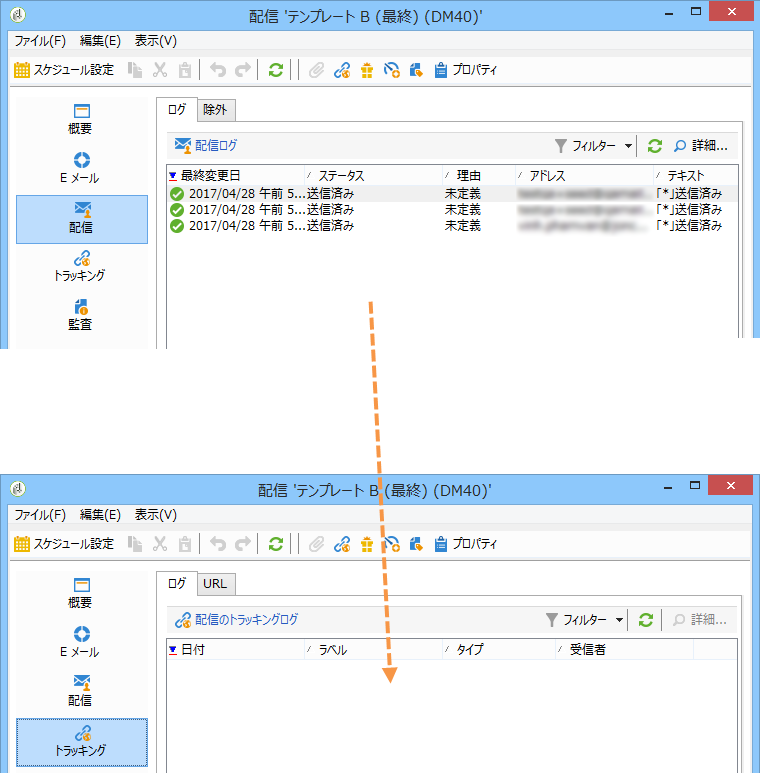 配信 'テンプレート B (最終) (DM40)'
ファイル(F) 編集(E) 表示(V)
スケジュール設定 プロパティ
ログ 除外
概要
配信ログ フィルター 詳細...
E メール
最終変更日 ステータス 理由 アドレス テキスト
2017/04/28 午前 5...送信済み 未定義 「*」送信済み
2017/04/28 午前 5...送信済み 未定義 「*」送信済み
2017/04/28 午前 5...送信済み 未定義 「*」送信済み
配信
トラッキング
監査
配信 'テンプレート B (最終) (DM40)'
ファイル(F) 編集(E) 表示(V)
スケジュール設定 プロパティ
ログ URL
概要
配信のトラッキングログ フィルター 詳細...
E メール
日付 ラベル タイプ 受信者
配信
トラッキング